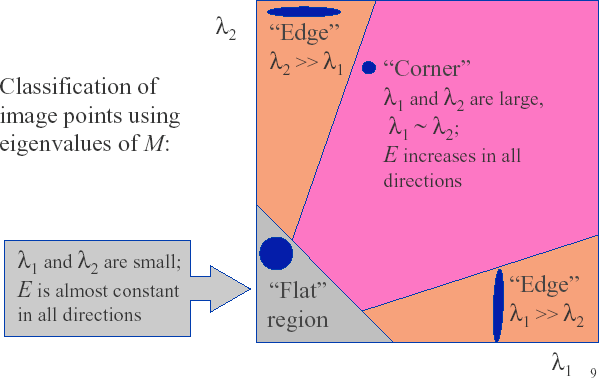 λ2
Classification of
image points using
eigenvalues of M:
“Edge”
λ2 >> λ1
“Corner”
λ1 and λ2 are large,
λ1 ~ λ2;
E increases in all
directions
λ1 and λ2 are small;
E is almost constant
in all directions
“Flat”
region
“Edge”
λ1 >> λ2
λ1
9